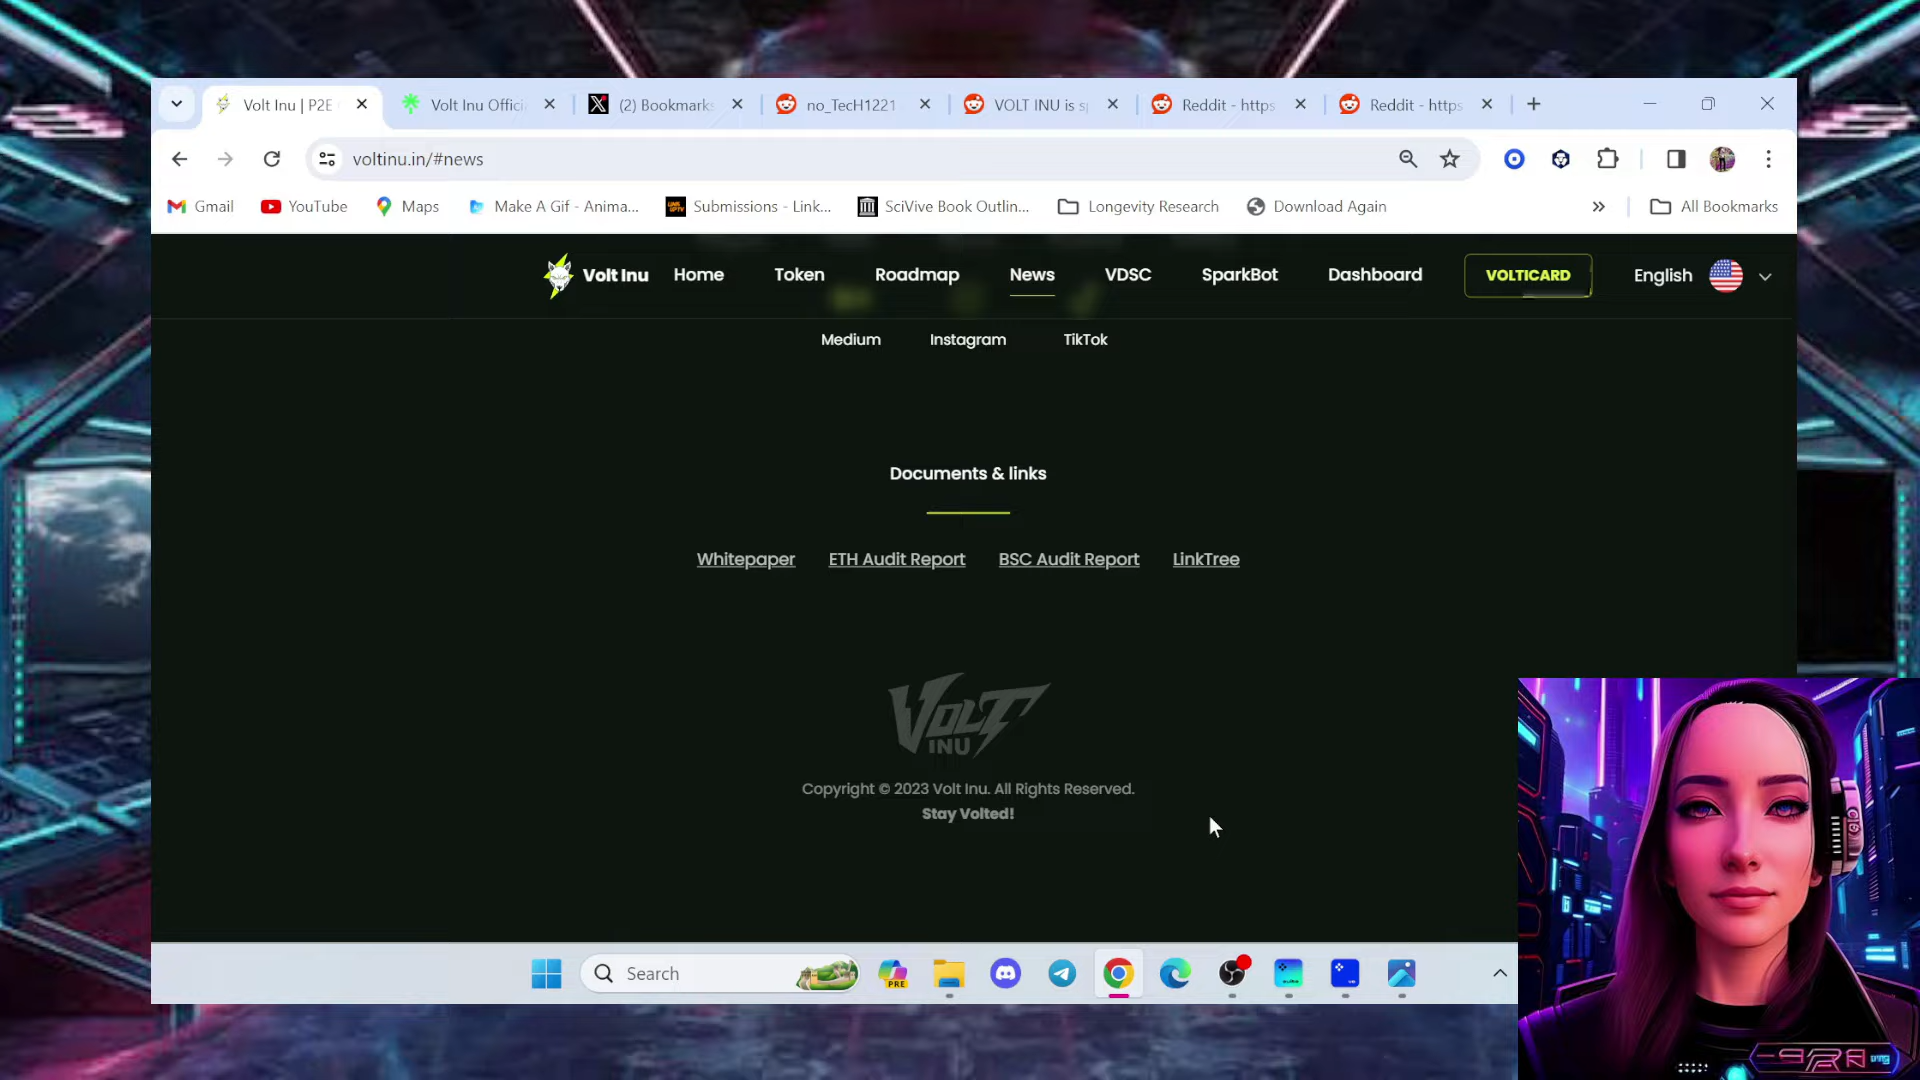 Volt Inu | P2E
Volt Inu Offici
(2) Bookmarks
no_TecH1221
VOLT INU is sp
Reddit - https
Reddit - https
voltinu.in/#news
Gmail
YouTube
Maps
Make A Gif - Anima...
Submissions - Link...
SciVive Book Outlin...
Longevity Research
Download Again
All Bookmarks
Volt Inu
Home
Token
Roadmap
News
VDSC
SparkBot
Dashboard
VOLTICARD
English
Medium
Instagram
TikTok
Documents & links
Whitepaper
ETH Audit Report
BSC Audit Report
LinkTree
VOLT
INU
Copyright © 2023 Volt Inu. All Rights Reserved.
Stay Volted!
Search
PRE